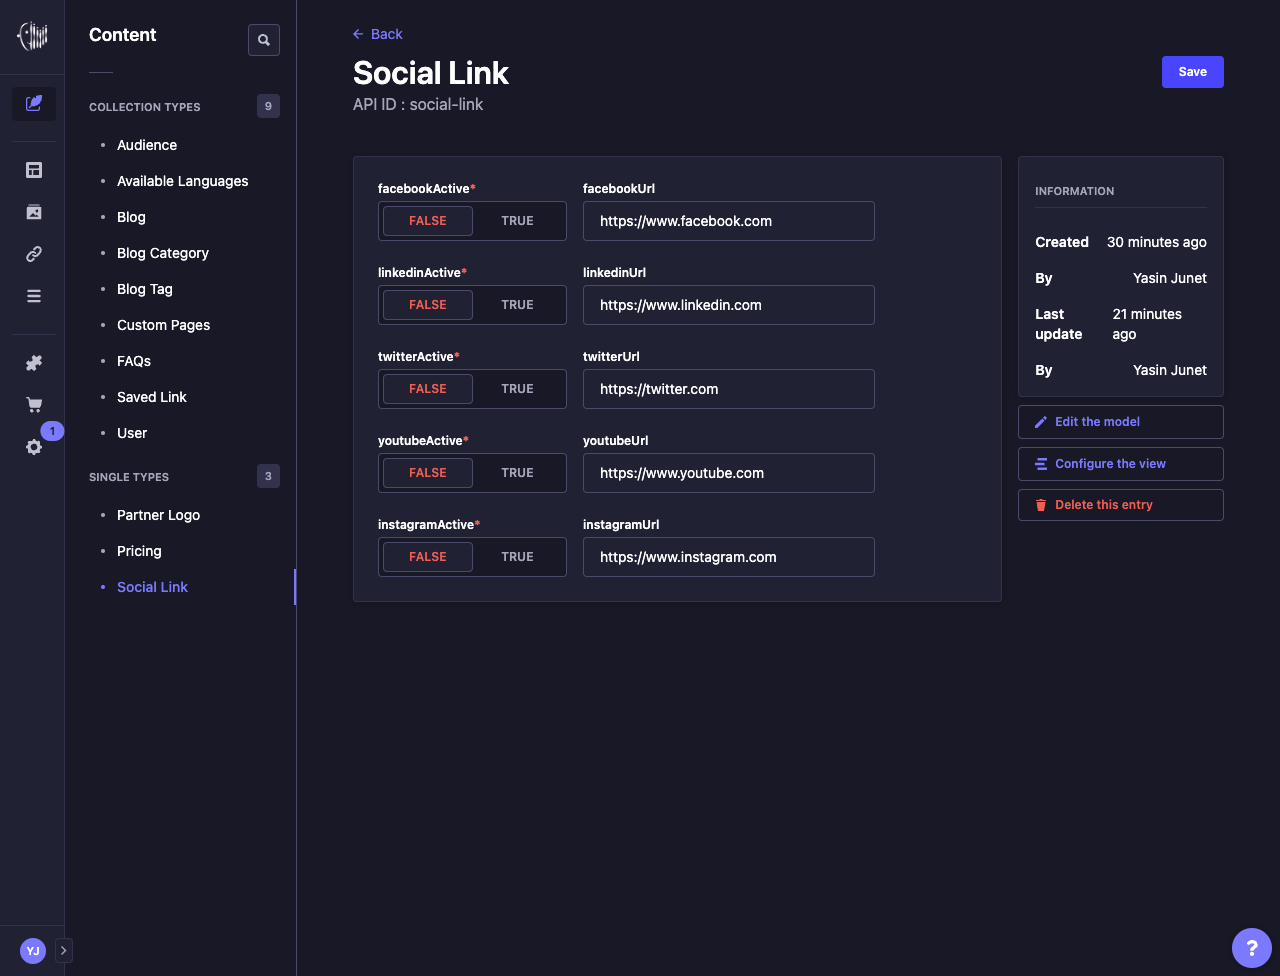 Content
COLLECTION TYPES
9
Audience
Available Languages
Blog
Blog Category
Blog Tag
Custom Pages
FAQs
Saved Link
User
SINGLE TYPES
3
Partner Logo
Pricing
Social Link
1
YJ
Back
Social Link
API ID : social-link
Save
facebookActive*
facebookUrl
FALSE TRUE
https://www.facebook.com
linkedinActive*
linkedinUrl
FALSE TRUE
https://www.linkedin.com
twitterActive*
twitterUrl
FALSE TRUE
https://twitter.com
youtubeActive*
youtubeUrl
FALSE TRUE
https://www.youtube.com
instagramActive*
instagramUrl
FALSE TRUE
https://www.instagram.com
INFORMATION
Created 30 minutes ago
By Yasin Junet
Last update
21 minutes ago
By Yasin Junet
Edit the model
Configure the view
Delete this entry
?